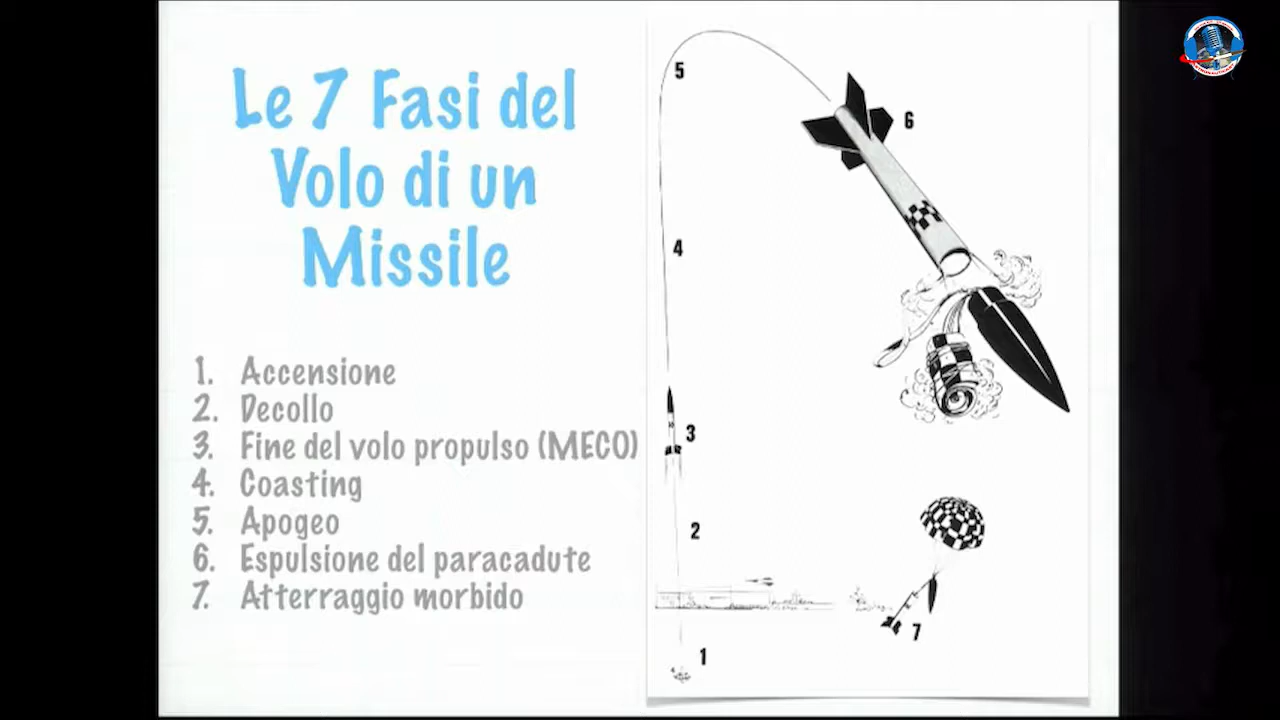 Le 7 Fasi del
Volo di un
Missile
1. Accensione
2. Decollo
3. Fine del volo propulso (MECO)
4. Coasting
5. Apogeo
6. Espulsione del paracadute
7. Atterraggio morbido
5
6
4
3
2
7
1